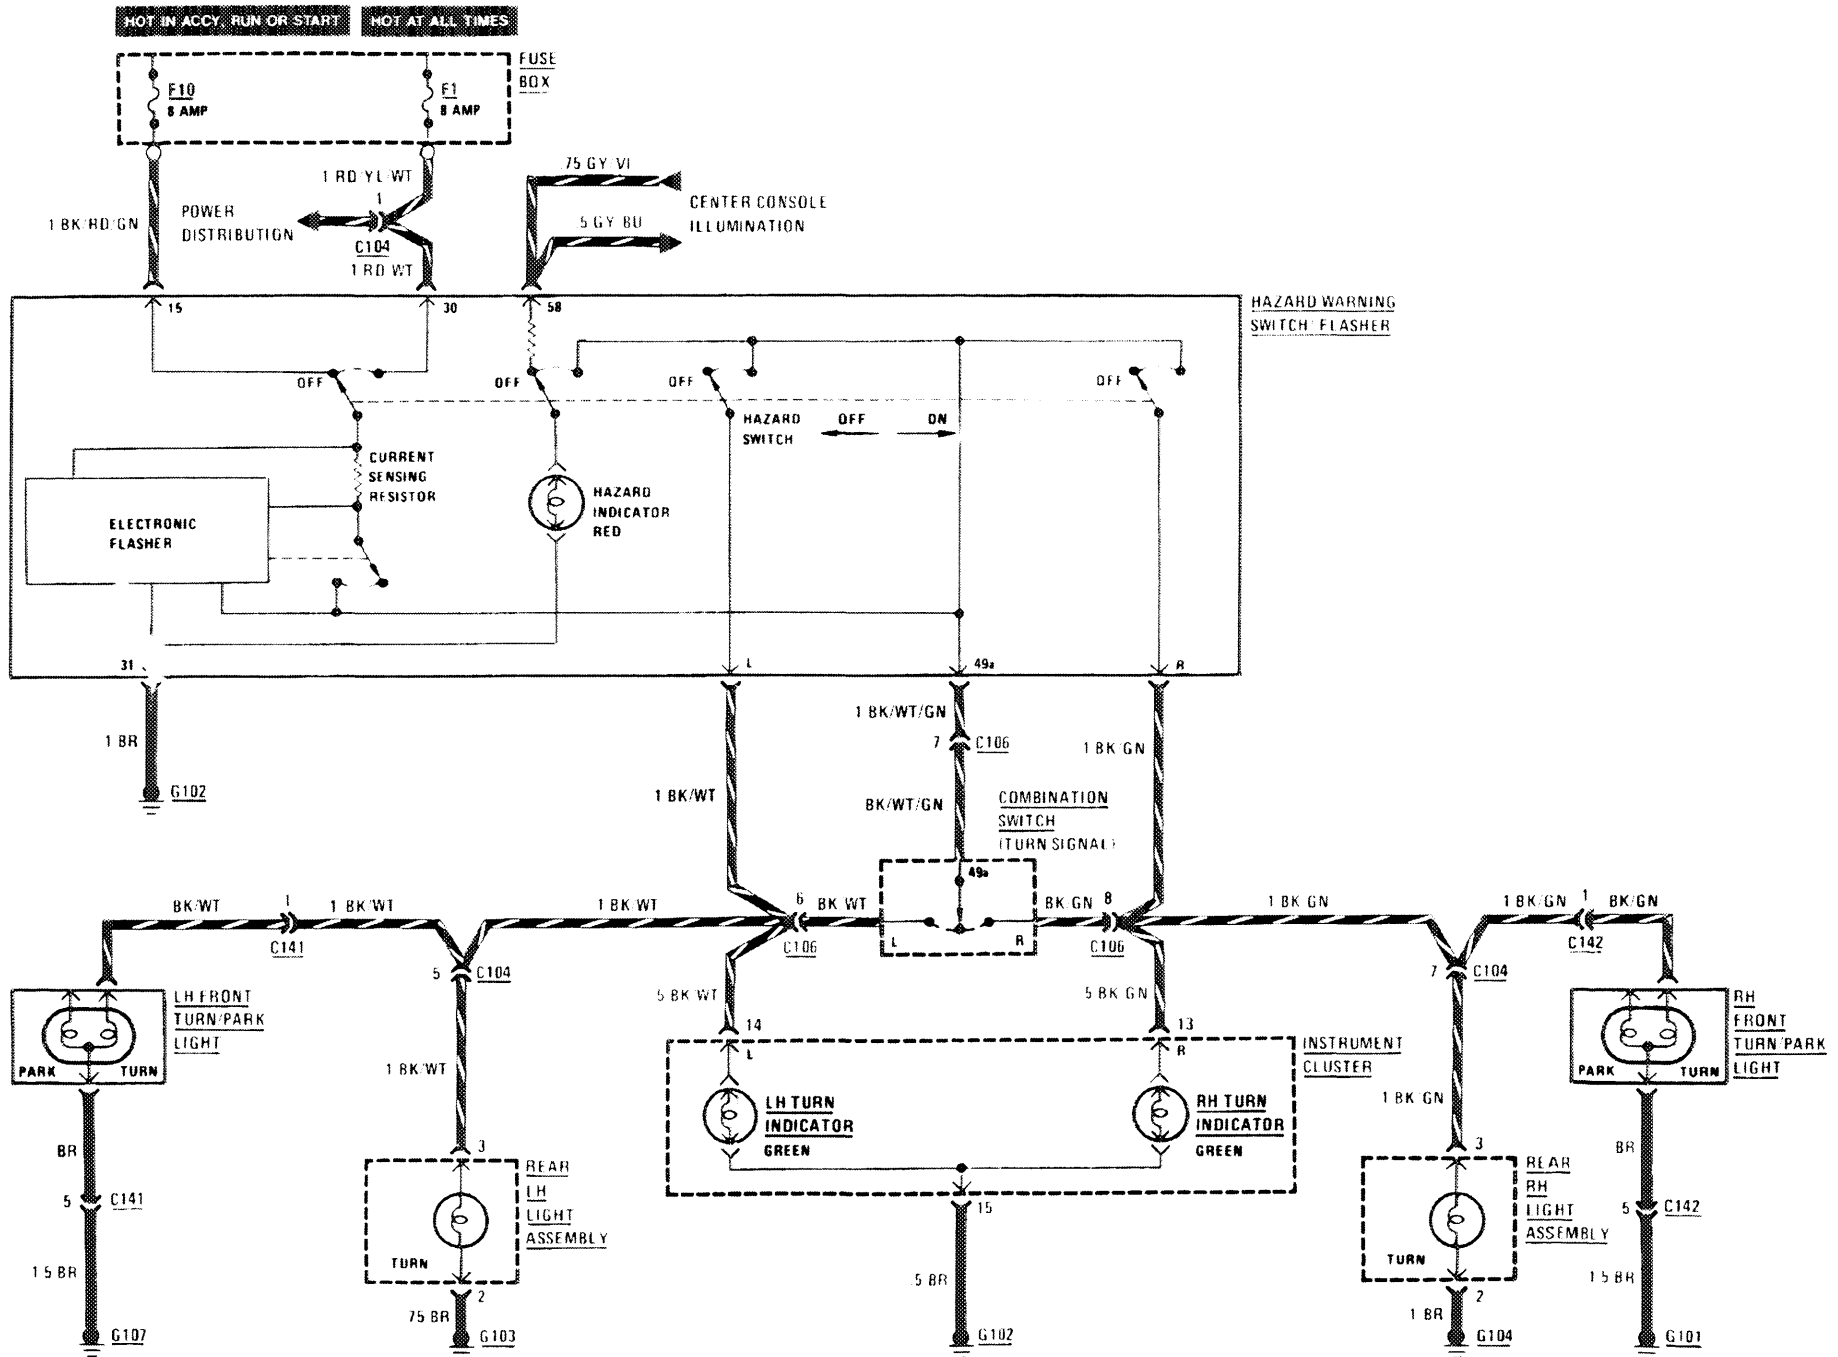 HOT IN ACCY, RUN OR START
HOT AT ALL TIMES
FUSE
BOX
F10
8 AMP
F1
8 AMP
1 RD/YL/WT
1
75 GY/VI
CENTER CONSOLE
ILLUMINATION
5 GY BU
1 BK/RD/GN
POWER
DISTRIBUTION
C104
1 RD WT
15
30
58
HAZARD WARNING
SWITCH/FLASHER
OFF
OFF
OFF
OFF
HAZARD
SWITCH
OFF
ON
CURRENT
SENSING
RESISTOR
ELECTRONIC
FLASHER
HAZARD
INDICATOR
RED
31
L
49a
R
1 BR
G102
1 BK/WT
1 BK/WT/GN
7
C106
BK/WT/GN
1 BK GN
COMBINATION
SWITCH
(TURN SIGNAL)
49a
L
R
BK/WT
1
C141
1 BK/WT
1 BK WT
6
C106
BK WT
BK GN
8
C106
1 BK GN
1 BK/GN
1
C142
BK/GN
5
C104
7
C104
5 BK WT
5 BK GN
LH FRONT
TURN/PARK
LIGHT
PARK
TURN
RH
FRONT
TURN/PARK
LIGHT
PARK
TURN
14
L
13
R
INSTRUMENT
CLUSTER
LH TURN
INDICATOR
GREEN
RH TURN
INDICATOR
GREEN
15
1 BK/WT
3
REAR
LH
LIGHT
ASSEMBLY
TURN
2
75 BR
G103
1 BK GN
3
REAR
RH
LIGHT
ASSEMBLY
TURN
2
1 BR
G104
BR
5
C141
1 5 BR
G107
.5 BR
G102
BR
5
C142
1 5 BR
G101